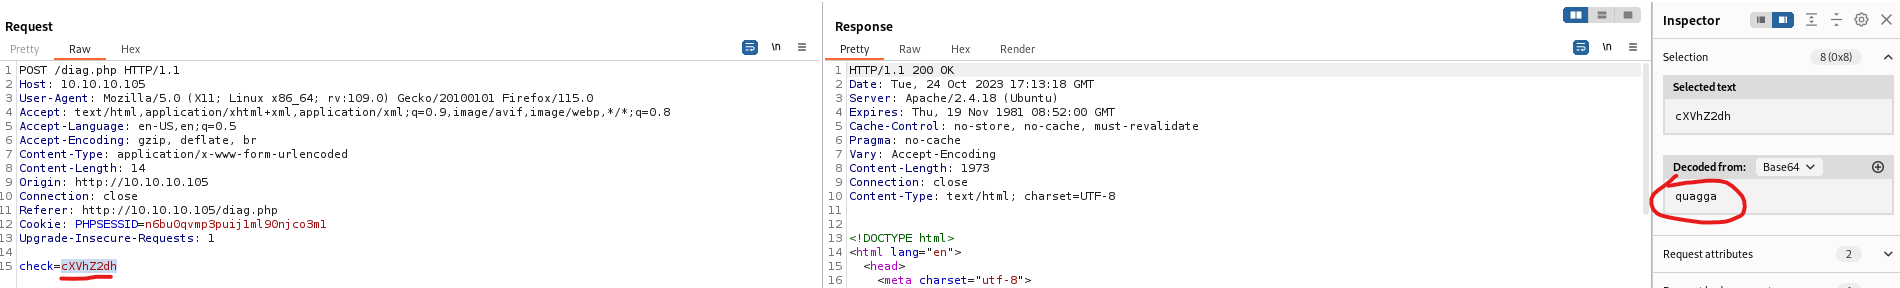 Request
Pretty Raw Hex
\n
1 POST /diag.php HTTP/1.1
2 Host: 10.10.10.105
3 User-Agent: Mozilla/5.0 (X11; Linux x86_64; rv:109.0) Gecko/20100101 Firefox/115.0
4 Accept: text/html,application/xhtml+xml,application/xml;q=0.9,image/avif,image/webp,*/*;q=0.8
5 Accept-Language: en-US,en;q=0.5
6 Accept-Encoding: gzip, deflate, br
7 Content-Type: application/x-www-form-urlencoded
8 Content-Length: 14
9 Origin: http://10.10.10.105
10 Connection: close
11 Referer: http://10.10.10.105/diag.php
12 Cookie: PHPSESSID=n6bu0qvmp3puij1ml90njco3m1
13 Upgrade-Insecure-Requests: 1
14
15 check=cXVhZ2dh
Response
Pretty Raw Hex Render
\n
1 HTTP/1.1 200 OK
2 Date: Tue, 24 Oct 2023 17:13:18 GMT
3 Server: Apache/2.4.18 (Ubuntu)
4 Expires: Thu, 19 Nov 1981 08:52:00 GMT
5 Cache-Control: no-store, no-cache, must-revalidate
6 Pragma: no-cache
7 Vary: Accept-Encoding
8 Content-Length: 1973
9 Connection: close
10 Content-Type: text/html; charset=UTF-8
11
12
13 <!DOCTYPE html>
14 <html lang="en">
15 <head>
16 <meta charset="utf-8">
Inspector
Selection 8 (0x8)
Selected text
cXVhZ2dh
Decoded from: Base64
quagga
Request attributes 2